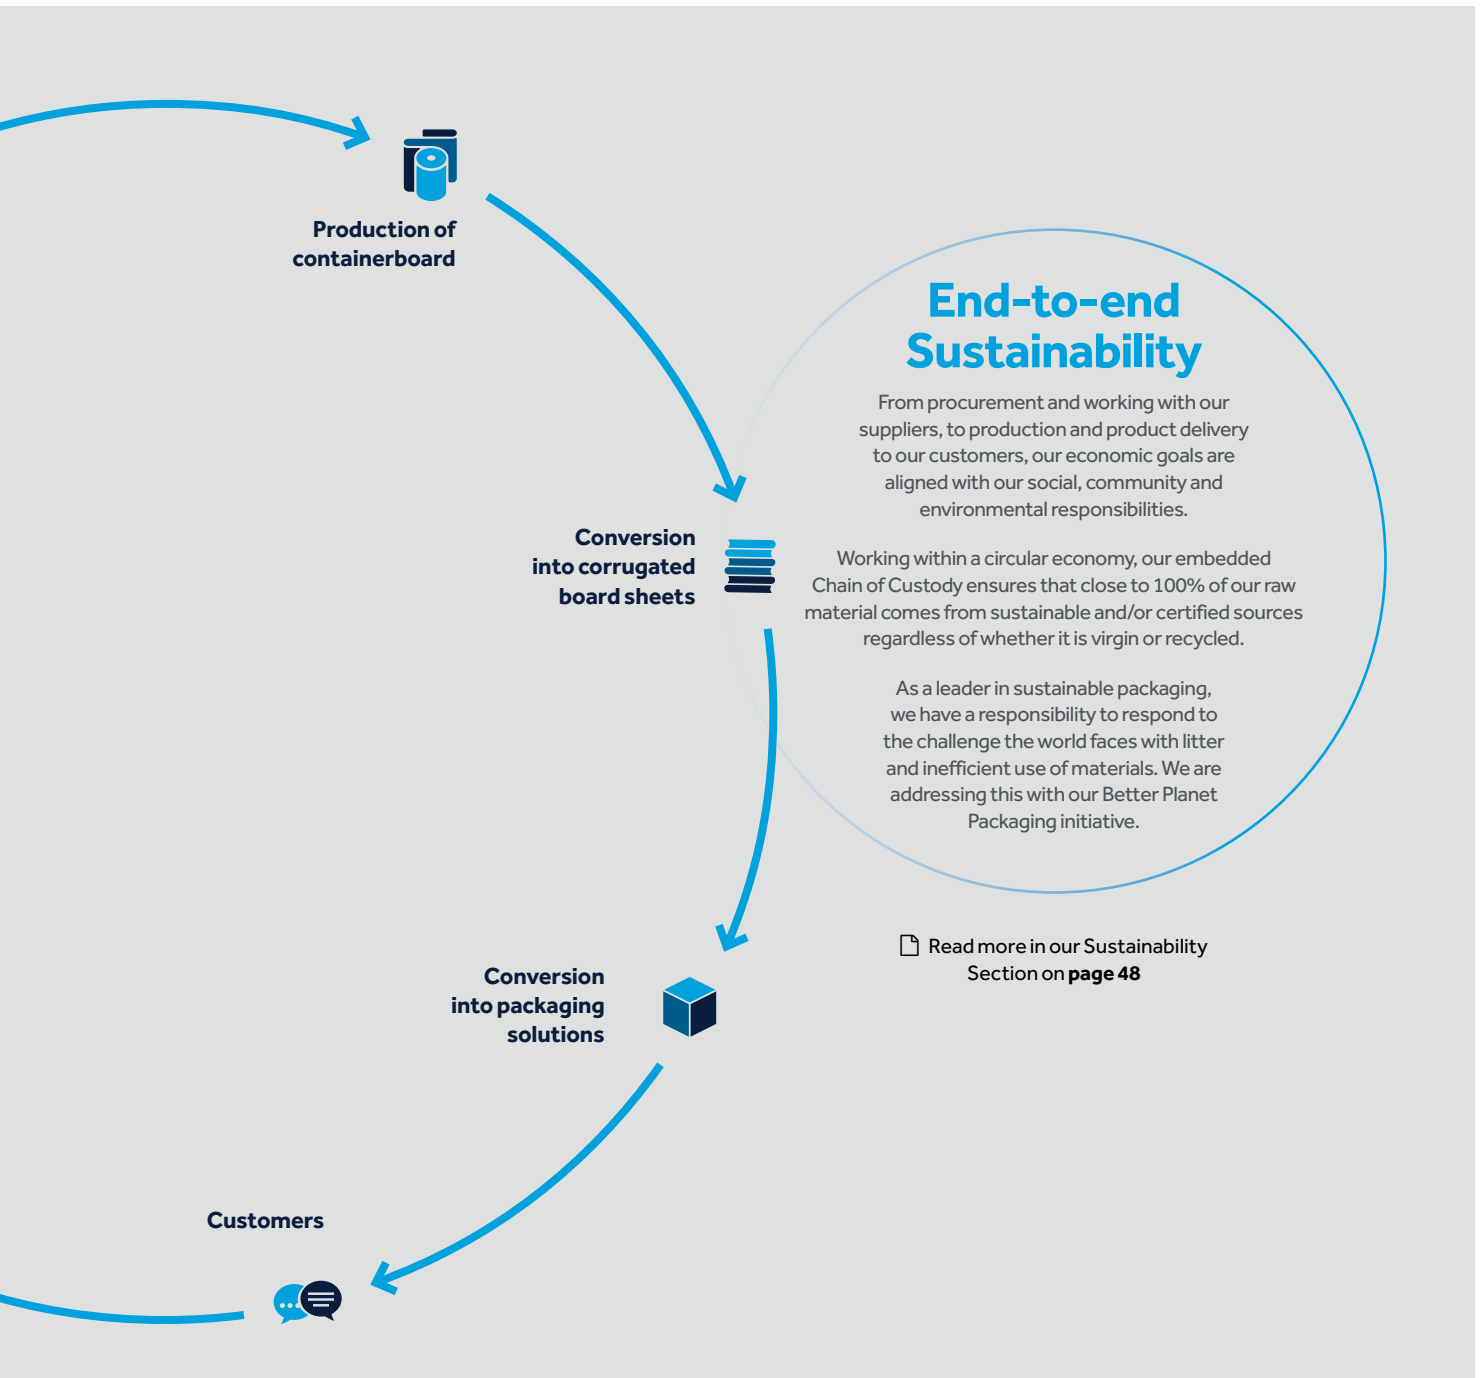 Production of
containerboard
End-to-end
Sustainability
From procurement and working with our
suppliers, to production and product delivery
to our customers, our economic goals are
aligned with our social, community and
environmental responsibilities.
Conversion
into corrugated
board sheets
Working within a circular economy, our embedded
Chain of Custody ensures that close to 100% of our raw
material comes from sustainable and/or certified sources
regardless of whether it is virgin or recycled.
As a leader in sustainable packaging,
we have a responsibility to respond to
the challenge the world faces with litter
and inefficient use of materials. We are
addressing this with our Better Planet
Packaging initiative.
Read more in our Sustainability
Section on page 48
Conversion
into packaging
solutions
Customers